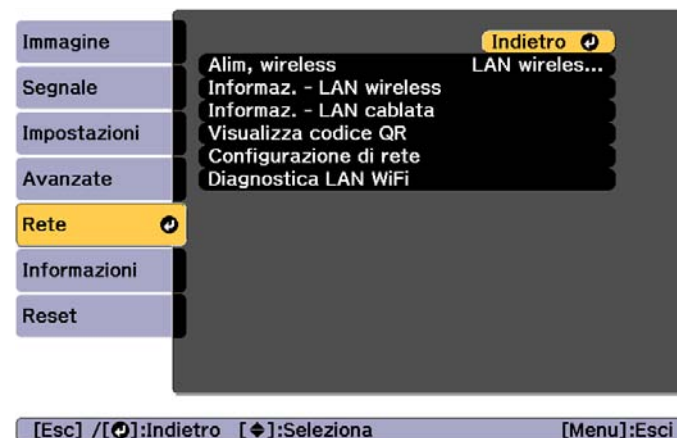 Immagine
Segnale
Impostazioni
Avanzate
Rete
Informazioni
Reset
Indietro
Alim, wireless LAN wireles...
Informaz. - LAN wireless
Informaz. - LAN cablata
Visualizza codice QR
Configurazione di rete
Diagnostica LAN WiFi
[Esc] /[↵]:Indietro [◆]:Seleziona [Menu]:Esci